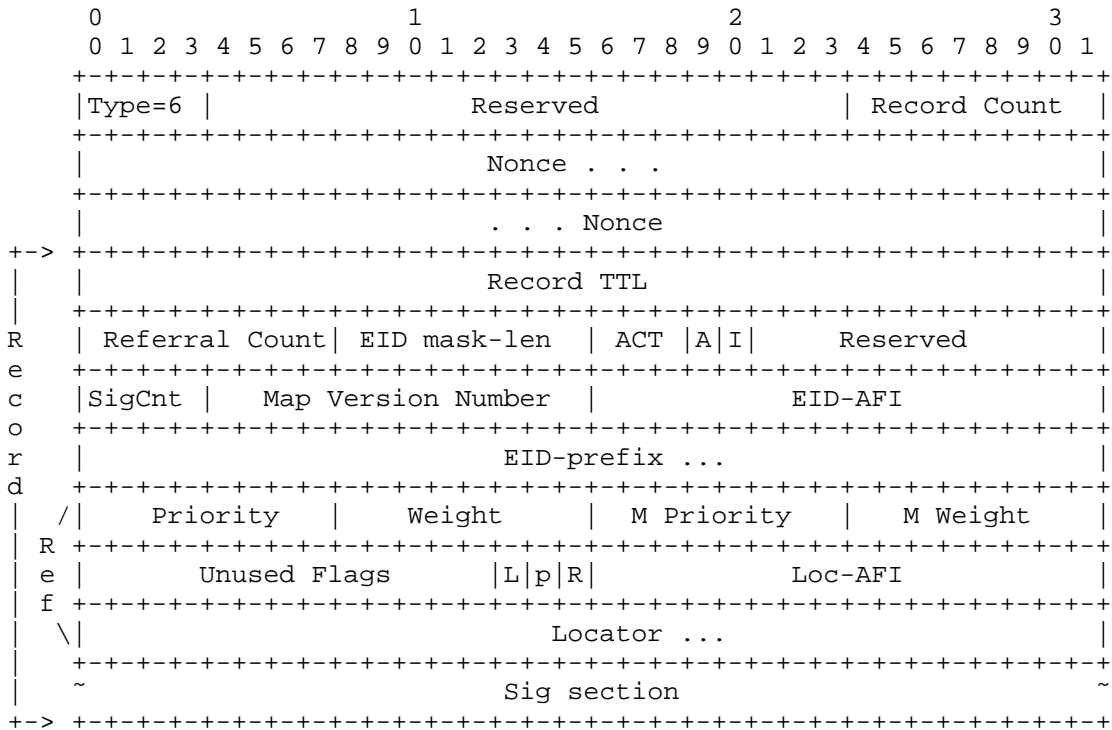 0                   1                   2                   3
        0 1 2 3 4 5 6 7 8 9 0 1 2 3 4 5 6 7 8 9 0 1 2 3 4 5 6 7 8 9 0 1
       +-+-+-+-+-+-+-+-+-+-+-+-+-+-+-+-+-+-+-+-+-+-+-+-+-+-+-+-+-+-+-+-+
       |Type=6 |                Reserved               | Record Count  |
       +-+-+-+-+-+-+-+-+-+-+-+-+-+-+-+-+-+-+-+-+-+-+-+-+-+-+-+-+-+-+-+-+
       |                         Nonce . . .                           |
       +-+-+-+-+-+-+-+-+-+-+-+-+-+-+-+-+-+-+-+-+-+-+-+-+-+-+-+-+-+-+-+-+
       |                         . . . Nonce                           |
   +-> +-+-+-+-+-+-+-+-+-+-+-+-+-+-+-+-+-+-+-+-+-+-+-+-+-+-+-+-+-+-+-+-+
   |   |                         Record TTL                            |
   |   +-+-+-+-+-+-+-+-+-+-+-+-+-+-+-+-+-+-+-+-+-+-+-+-+-+-+-+-+-+-+-+-+
   R   | Referral Count| EID mask-len  | ACT |A|I|     Reserved        |
   e   +-+-+-+-+-+-+-+-+-+-+-+-+-+-+-+-+-+-+-+-+-+-+-+-+-+-+-+-+-+-+-+-+
   c   |SigCnt |   Map Version Number  |            EID-AFI            |
   o   +-+-+-+-+-+-+-+-+-+-+-+-+-+-+-+-+-+-+-+-+-+-+-+-+-+-+-+-+-+-+-+-+
   r   |                          EID-prefix ...                       |
   d   +-+-+-+-+-+-+-+-+-+-+-+-+-+-+-+-+-+-+-+-+-+-+-+-+-+-+-+-+-+-+-+-+
   |  /|    Priority   |    Weight     |  M Priority   |   M Weight    |
   | R +-+-+-+-+-+-+-+-+-+-+-+-+-+-+-+-+-+-+-+-+-+-+-+-+-+-+-+-+-+-+-+-+
   | e |       Unused Flags      |L|p|R|            Loc-AFI            |
   | f +-+-+-+-+-+-+-+-+-+-+-+-+-+-+-+-+-+-+-+-+-+-+-+-+-+-+-+-+-+-+-+-+
   |  \|                             Locator ...                       |
   |   +-+-+-+-+-+-+-+-+-+-+-+-+-+-+-+-+-+-+-+-+-+-+-+-+-+-+-+-+-+-+-+-+
   |   ~                          Sig section                          ~
   +-> +-+-+-+-+-+-+-+-+-+-+-+-+-+-+-+-+-+-+-+-+-+-+-+-+-+-+-+-+-+-+-+-+